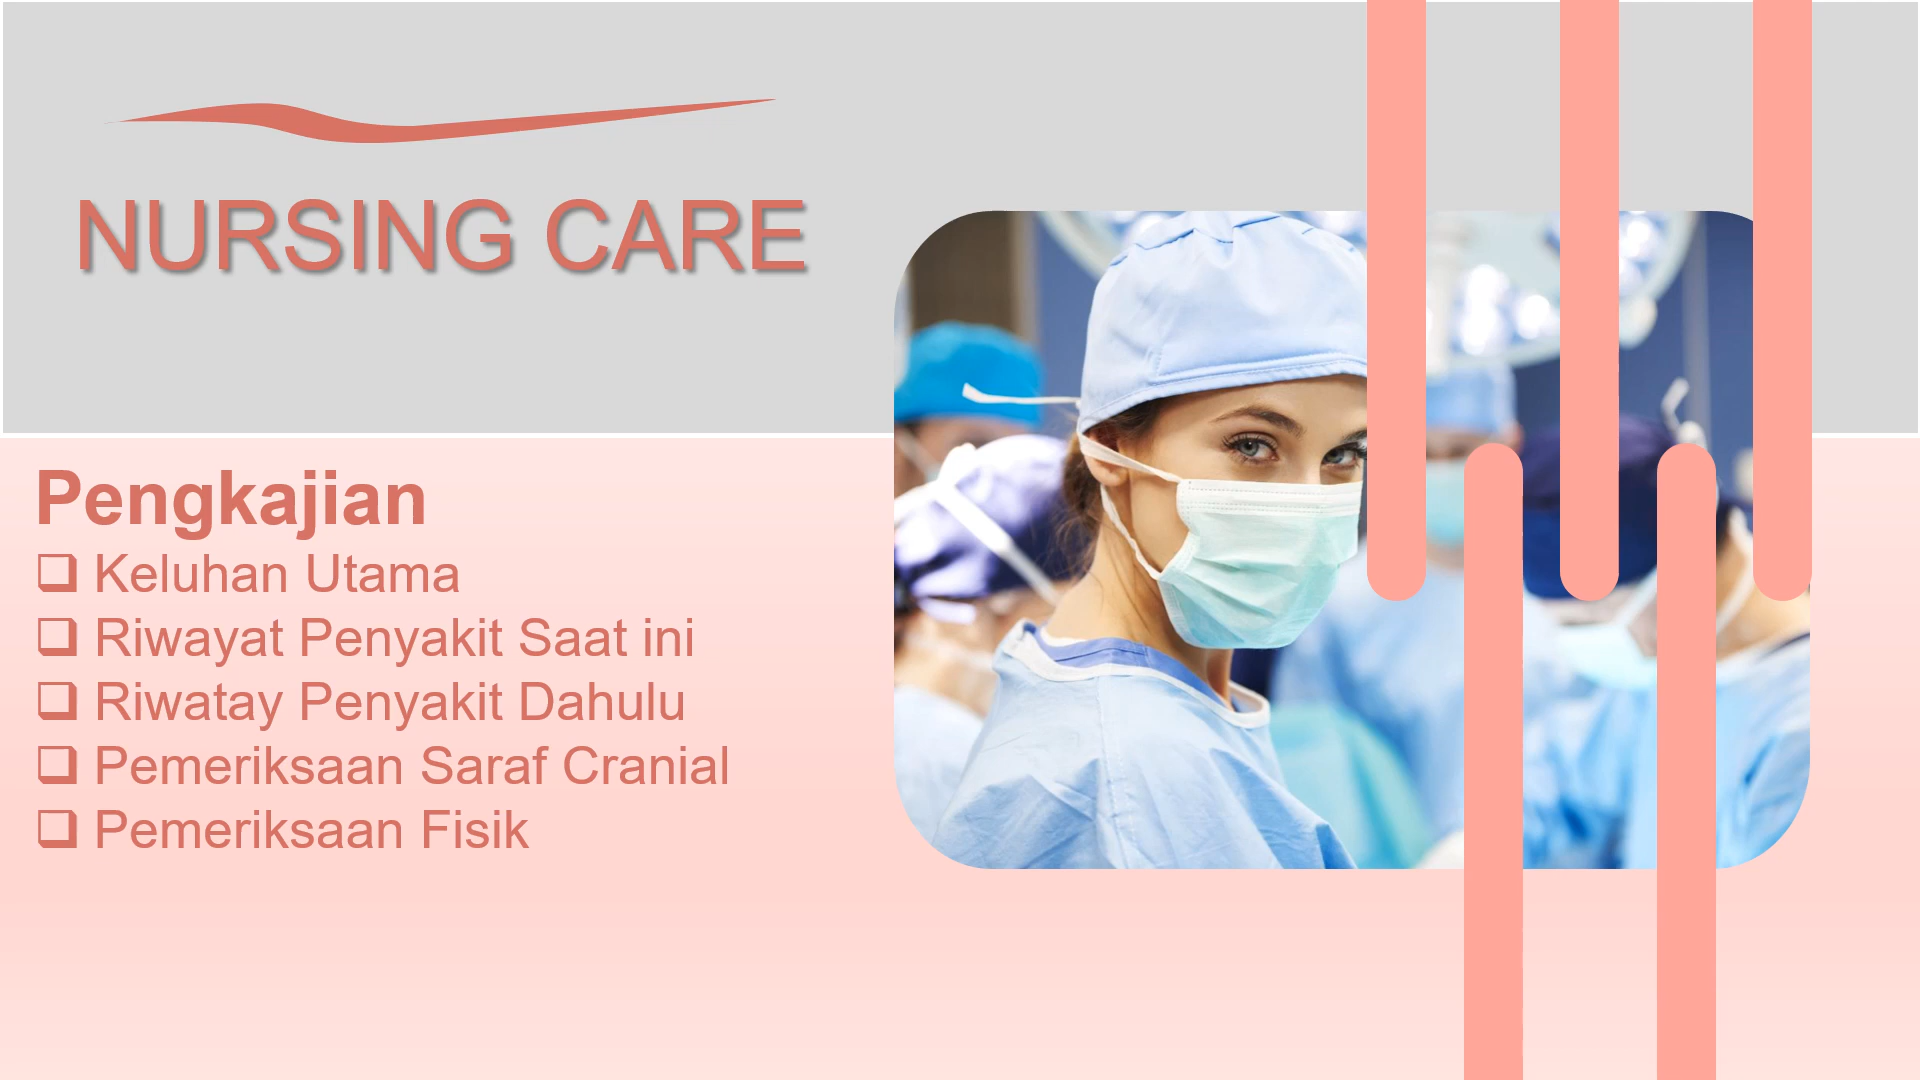 NURSING CARE
Pengkajian
❑ Keluhan Utama
❑ Riwayat Penyakit Saat ini
❑ Riwatay Penyakit Dahulu
❑ Pemeriksaan Saraf Cranial
❑ Pemeriksaan Fisik